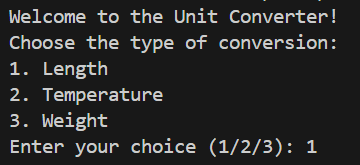 Welcome to the Unit Converter!
Choose the type of conversion:
1. Length
2. Temperature
3. Weight
Enter your choice (1/2/3): 1